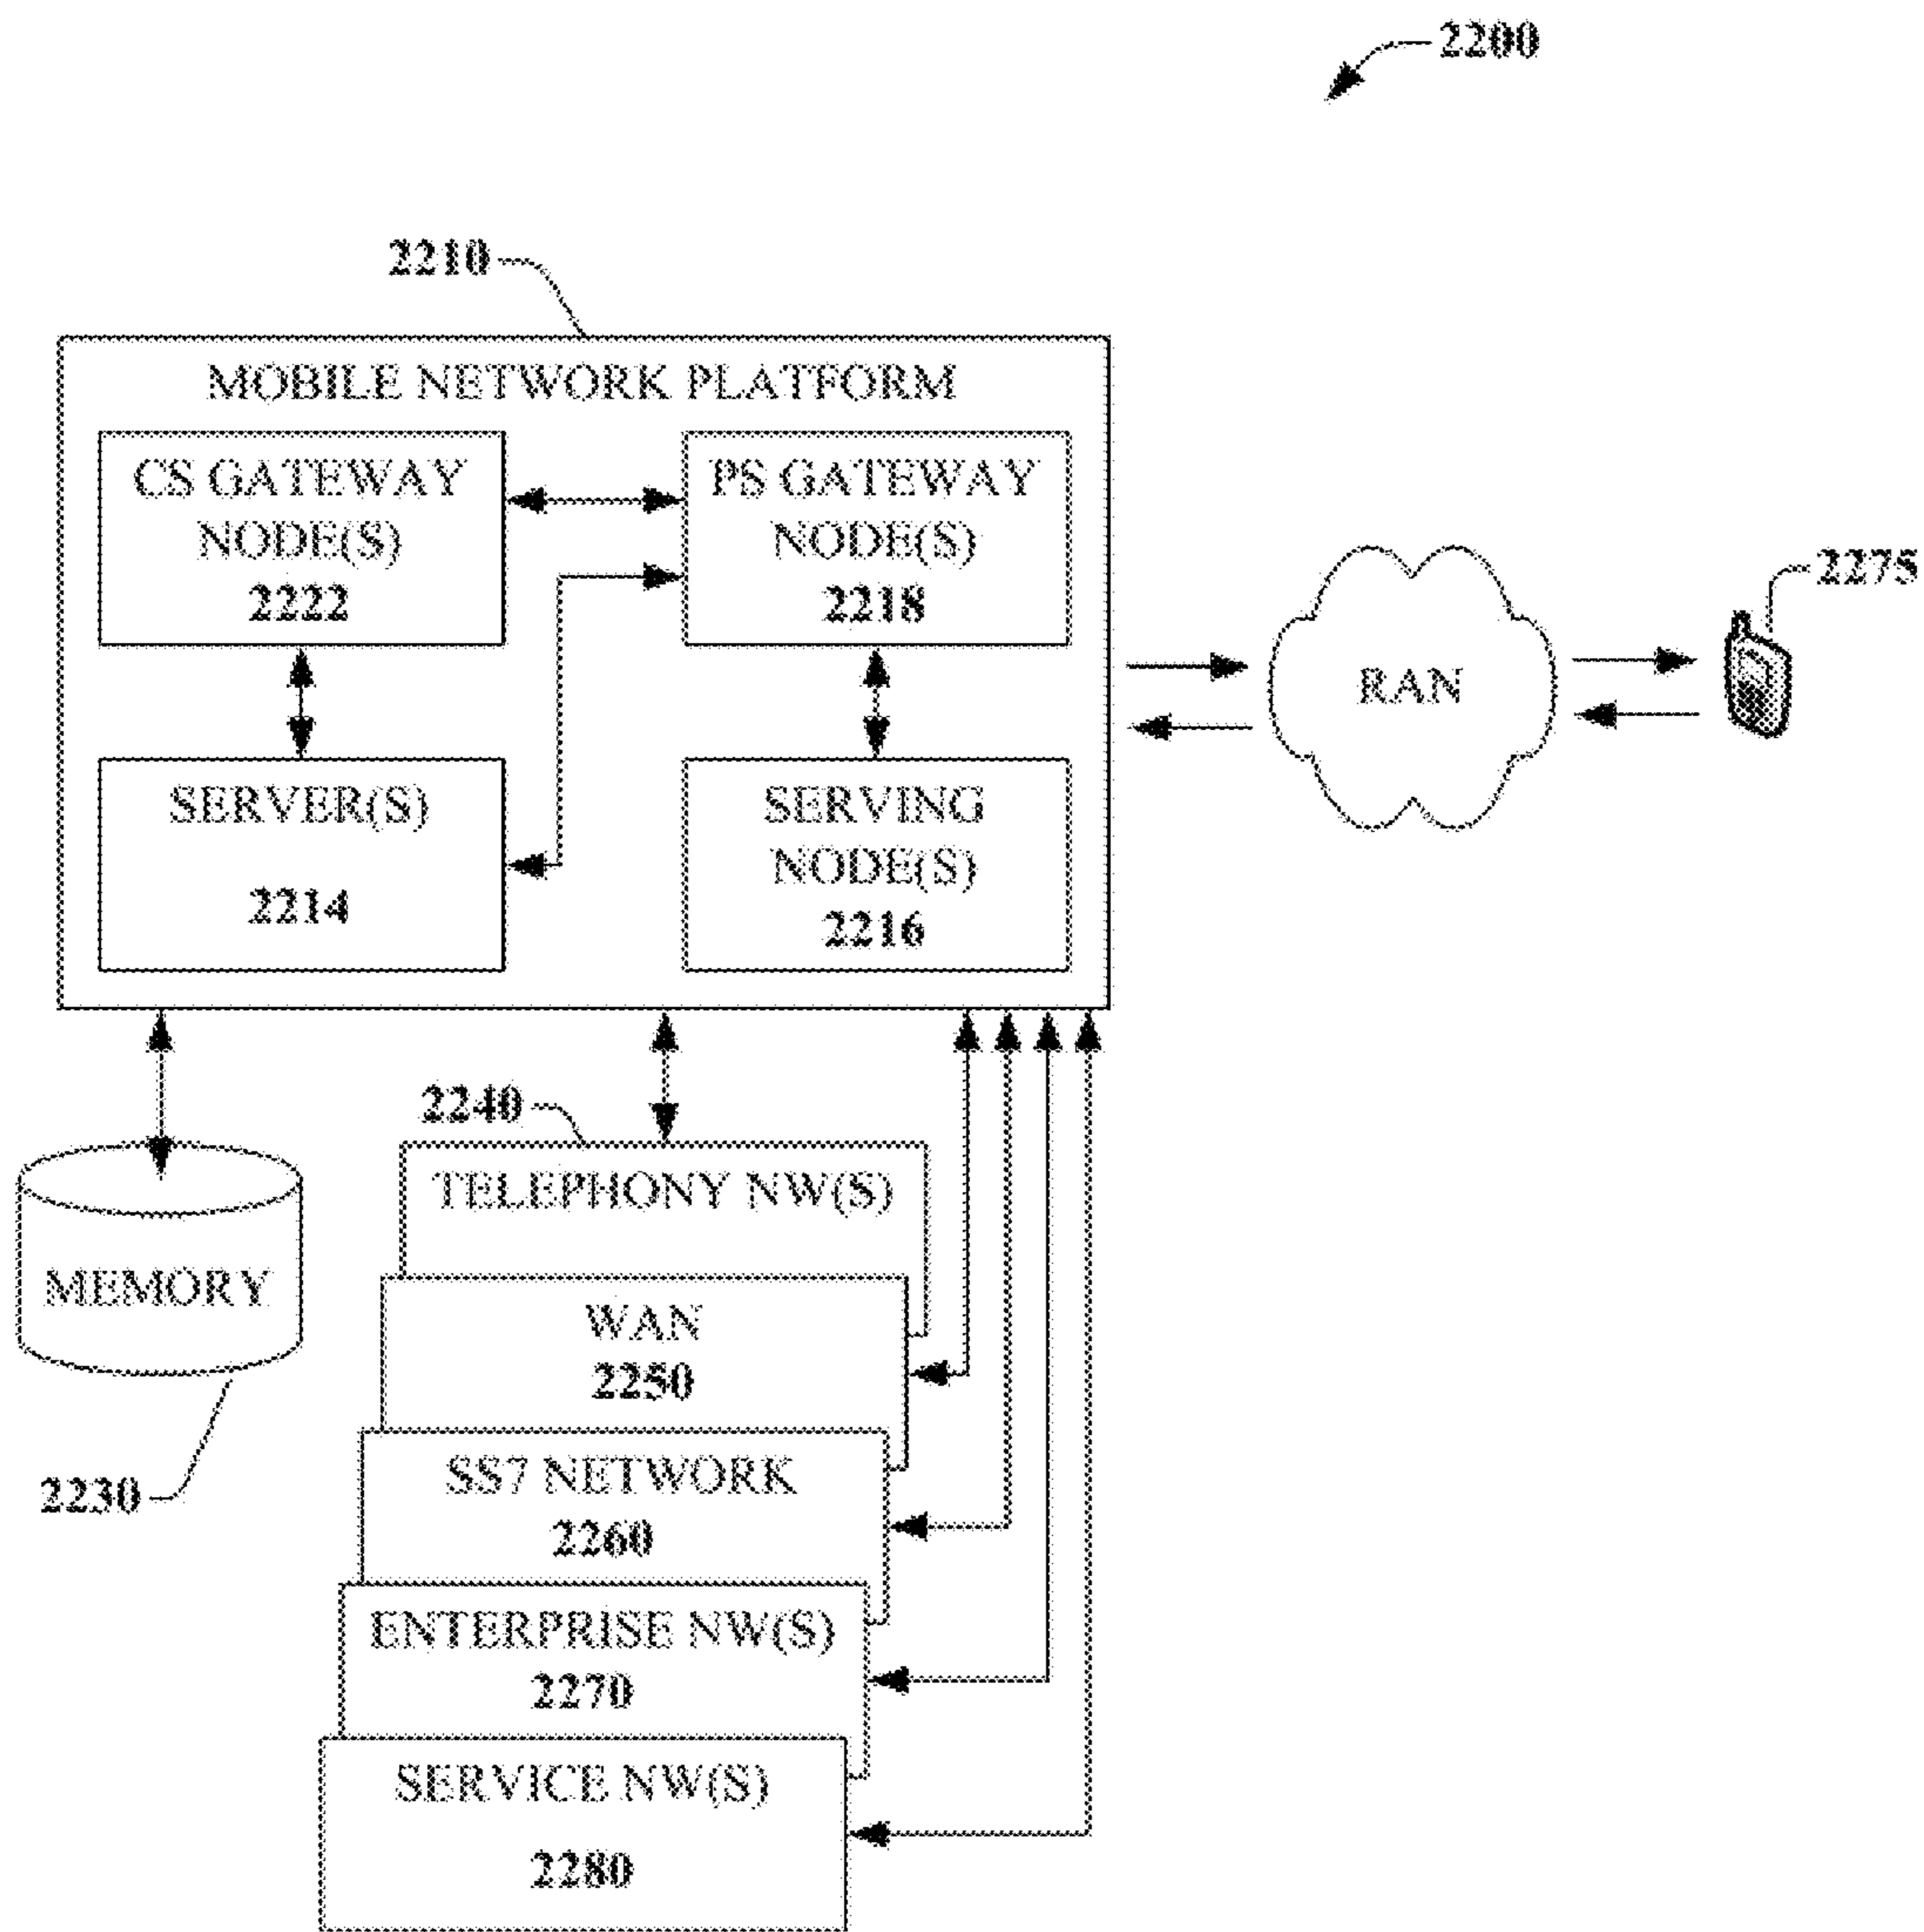 2200
2210
MOBILE NETWORK PLATFORM
CS GATEWAY
NODE(S)
2222
PS GATEWAY
NODE(S)
2218
SERVER(S)
2214
SERVING
NODE(S)
2216
RAN
2275
2240
TELEPHONY NW(S)
MEMORY
2230
WAN
2250
SS7 NETWORK
2260
ENTERPRISE NW(S)
2270
SERVICE NW(S)
2280